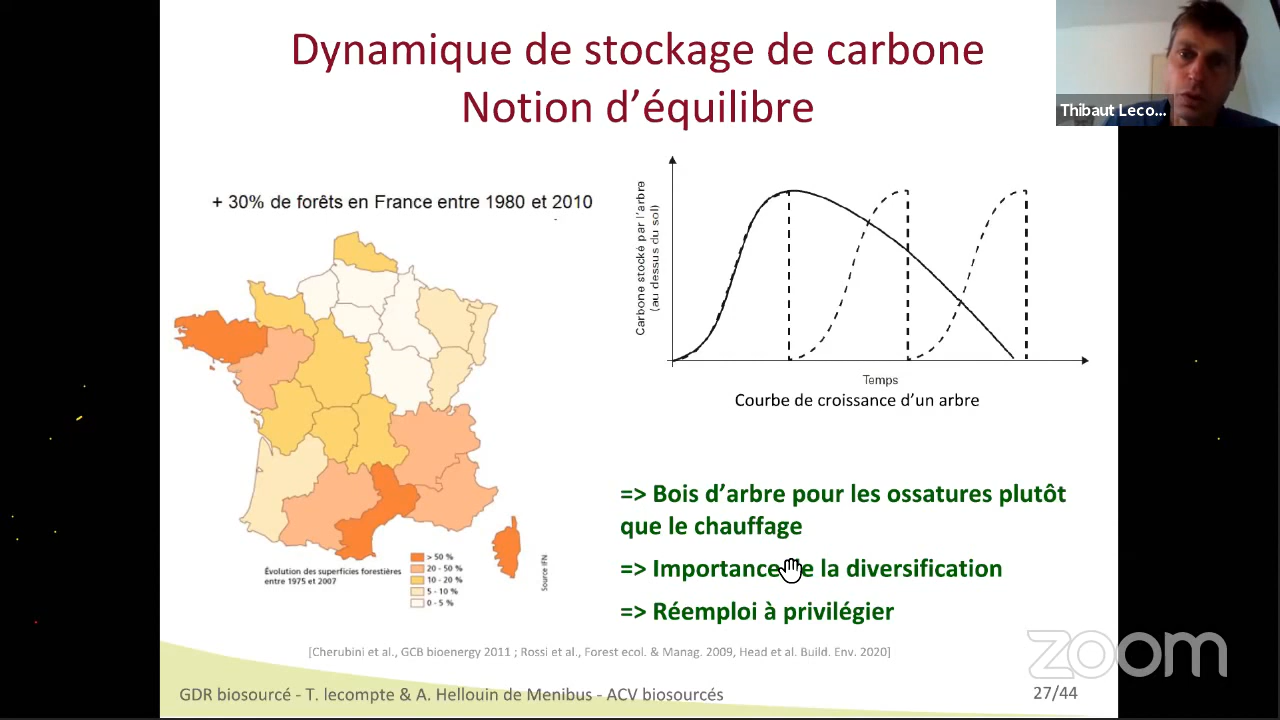 Dynamique de stockage de carbone
Notion d'équilibre
Thibaut Leco...
+ 30% de forêts en France entre 1980 et 2010
Évolution des superficies forestières
entre 1975 et 2007
> 50 %
20 - 50 %
10 - 20 %
5 - 10 %
0 - 5 %
Source IFN
Carbone stocké par l'arbre
(au dessus du sol)
Temps
Courbe de croissance d'un arbre
=> Bois d'arbre pour les ossatures plutôt
que le chauffage
=> Importance de la diversification
=> Réemploi à privilégier
[Cherubini et al., GCB bioenergy 2011 ; Rossi et al., Forest ecol. & Manag. 2009, Head et al. Build. Env. 2020]
GDR biosourcé - T. lecompte & A. Hellouin de Menibus - ACV biosourcés
27/44
zoom